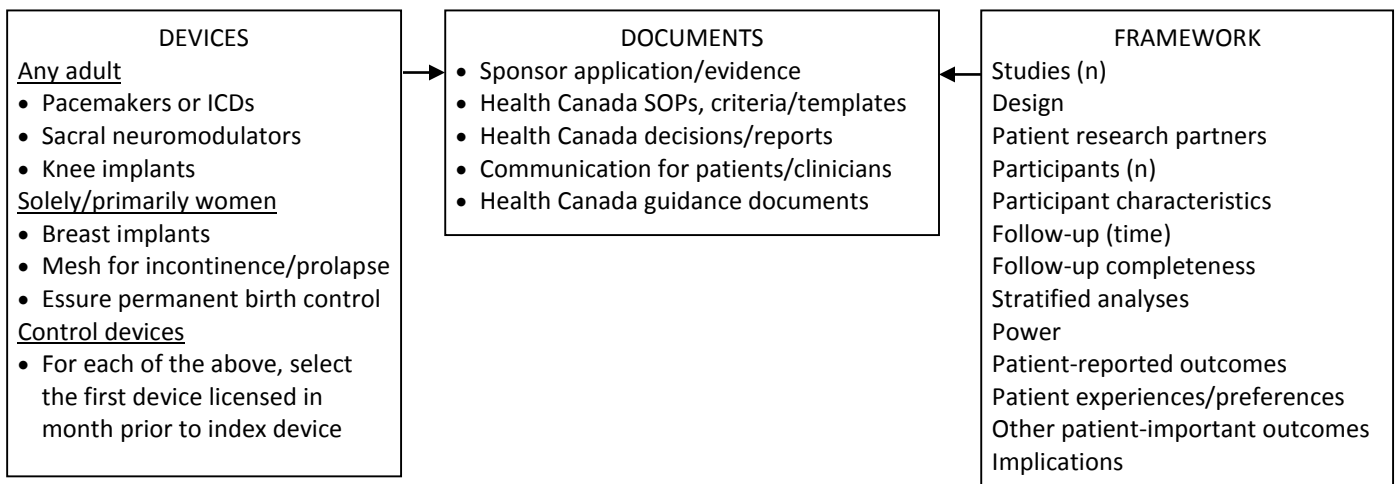 DEVICES
Any adult
• Pacemakers or ICDs
• Sacral neuromodulators
• Knee implants
Solely/primarily women
• Breast implants
• Mesh for incontinence/prolapse
• Essure permanent birth control
Control devices
• For each of the above, select
the first device licensed in
month prior to index device
DOCUMENTS
• Sponsor application/evidence
• Health Canada SOPs, criteria/templates
• Health Canada decisions/reports
• Communication for patients/clinicians
• Health Canada guidance documents
FRAMEWORK
Studies (n)
Design
Patient research partners
Participants (n)
Participant characteristics
Follow-up (time)
Follow-up completeness
Stratified analyses
Power
Patient-reported outcomes
Patient experiences/preferences
Other patient-important outcomes
Implications